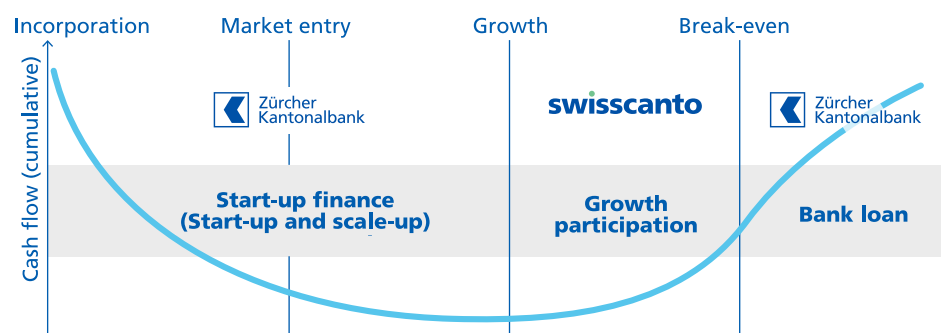 Incorporation
Market entry
Growth
Break-even
Cash flow (cumulative)
Zürcher
Kantonalbank
swisscanto
Zürcher
Kantonalbank
Start-up finance
(Start-up and scale-up)
Growth
participation
Bank loan